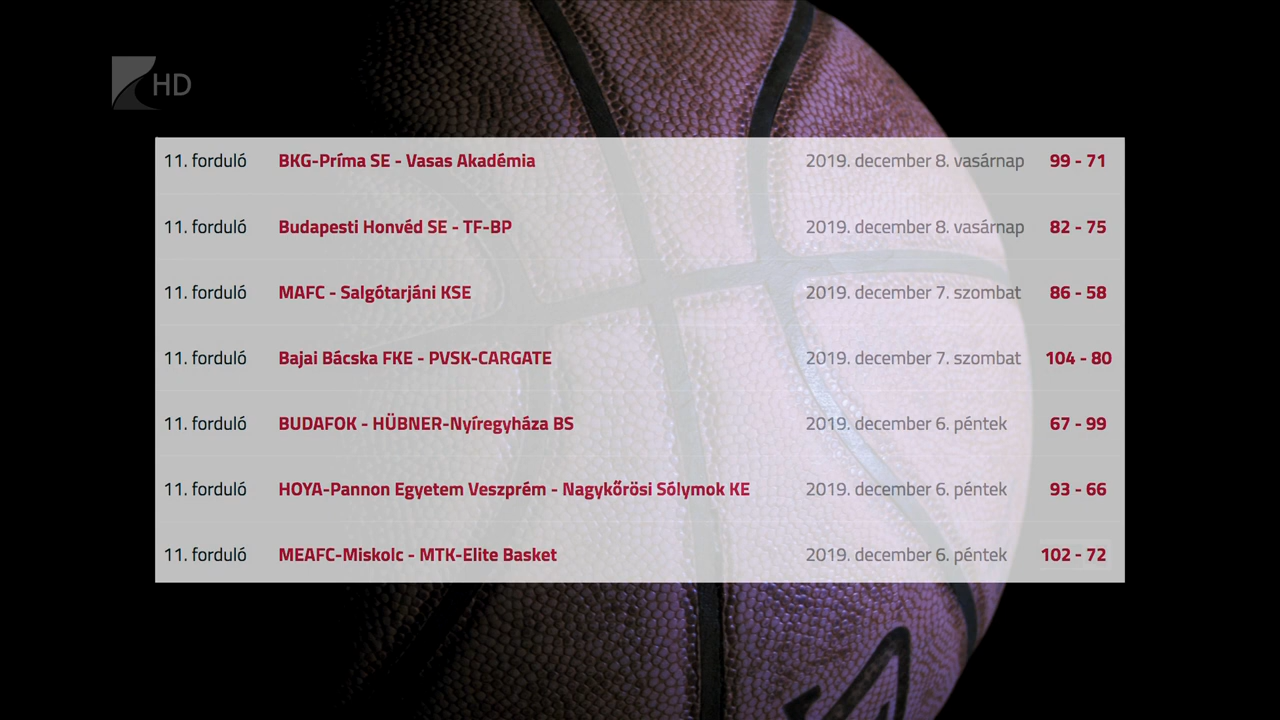 HD
11. forduló BKG-Príma SE - Vasas Akadémia 2019. december 8. vasárnap 99 - 71
11. forduló Budapesti Honvéd SE - TF-BP 2019. december 8. vasárnap 82 - 75
11. forduló MAFC - Salgótarjáni KSE 2019. december 7. szombat 86 - 58
11. forduló Bajai Bácska FKE - PVSK-CARGATE 2019. december 7. szombat 104 - 80
11. forduló BUDAFOK - HÜBNER-Nyíregyháza BS 2019. december 6. péntek 67 - 99
11. forduló HOYA-Pannon Egyetem Veszprém - Nagykőrösi Sólymok KE 2019. december 6. péntek 93 - 66
11. forduló MEAFC-Miskolc - MTK-Elite Basket 2019. december 6. péntek 102 - 72